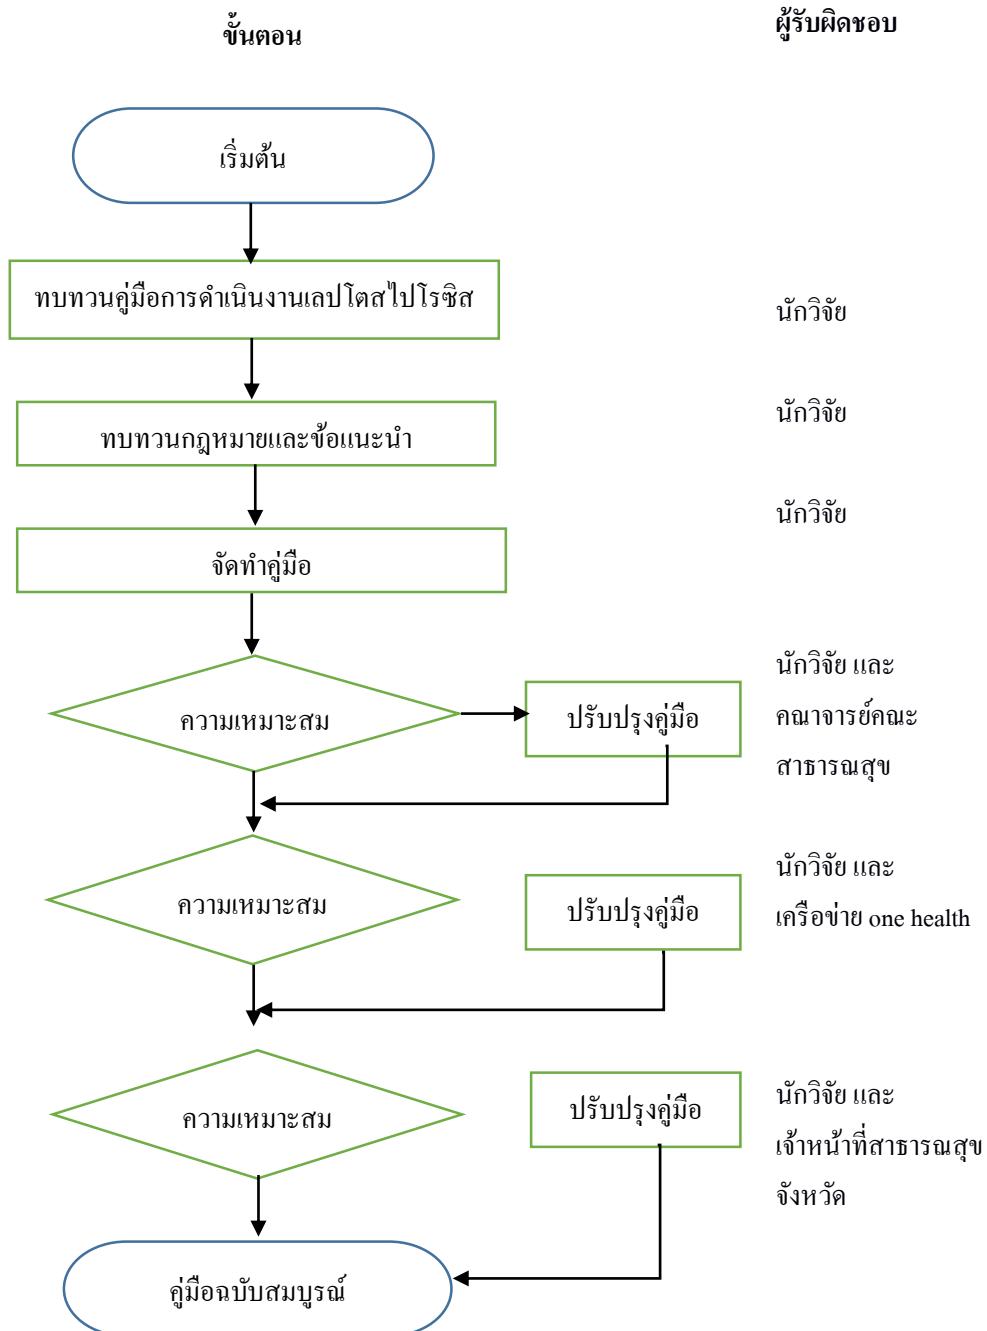 ขั้นตอน
ผู้รับผิดชอบ
เริ่มต้น
ทบทวนคู่มือการดำเนินงานเลปโตสไปโรซิส
นักวิจัย
ทบทวนกฎหมายและข้อแนะนำ
นักวิจัย
จัดทำคู่มือ
นักวิจัย
ความเหมาะสม
ปรับปรุงคู่มือ
นักวิจัย และ
คณาจารย์คณะ
สาธารณสุข
ความเหมาะสม
ปรับปรุงคู่มือ
นักวิจัย และ
เครือข่าย one health
ความเหมาะสม
ปรับปรุงคู่มือ
นักวิจัย และ
เจ้าหน้าที่สาธารณสุข
จังหวัด
คู่มือฉบับสมบูรณ์